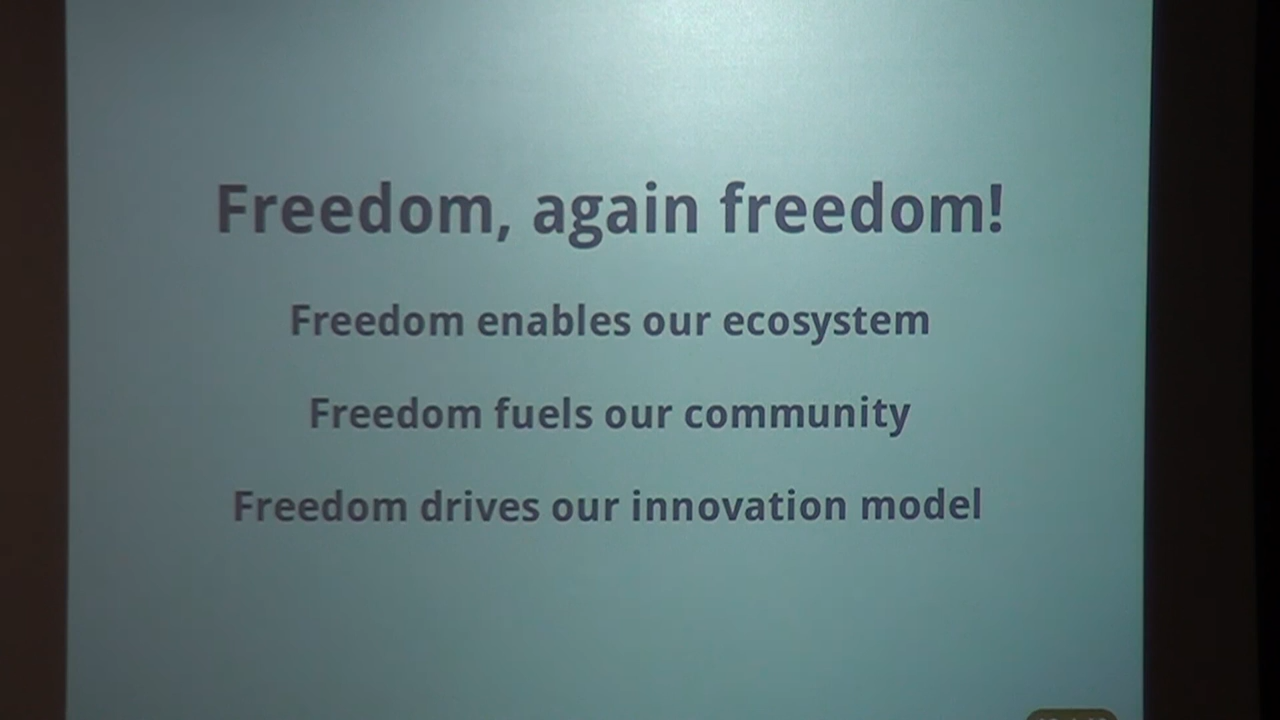 Freedom, again freedom!
Freedom enables our ecosystem
Freedom fuels our community
Freedom drives our innovation model